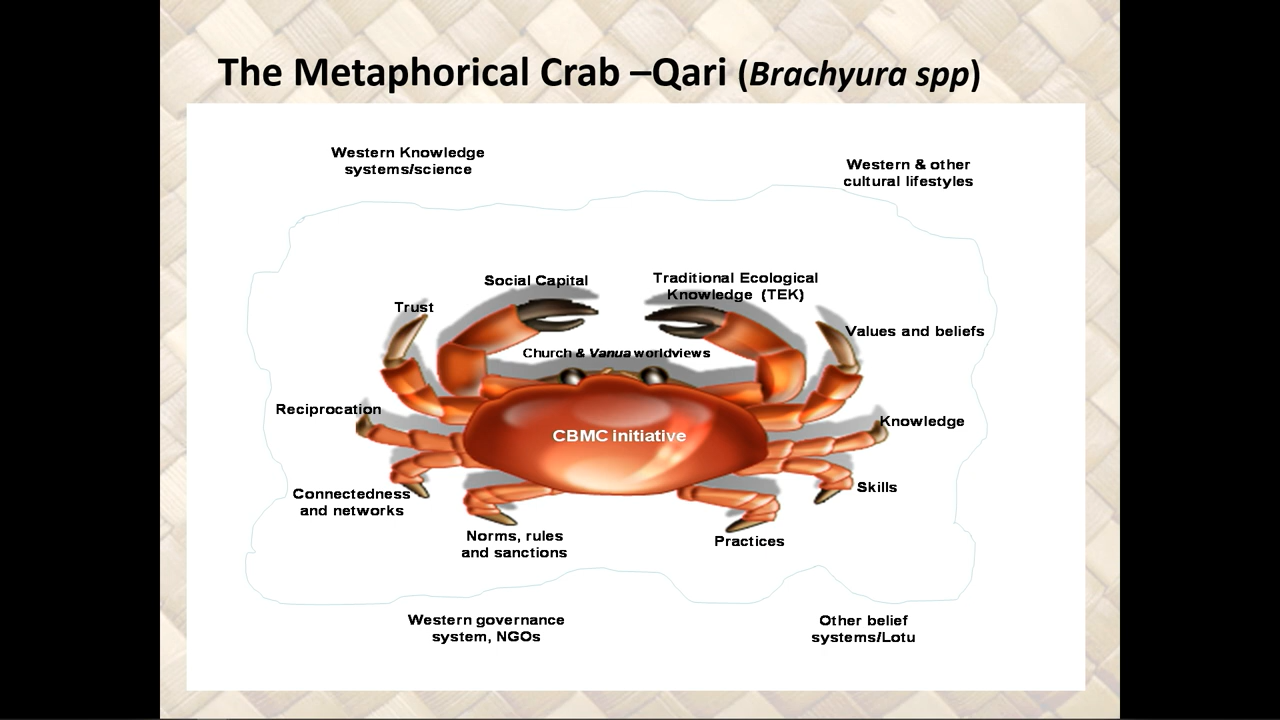 The Metaphorical Crab –Qari (Brachyura spp)
Western Knowledge
systems/science
Western & other
cultural lifestyles
Social Capital
Traditional Ecological
Knowledge (TEK)
Trust
Values and beliefs
Church & Vanua worldviews
Reciprocation
Knowledge
CBMC initiative
Connectedness
and networks
Skills
Norms, rules
and sanctions
Practices
Western governance
system, NGOs
Other belief
systems/Lotu